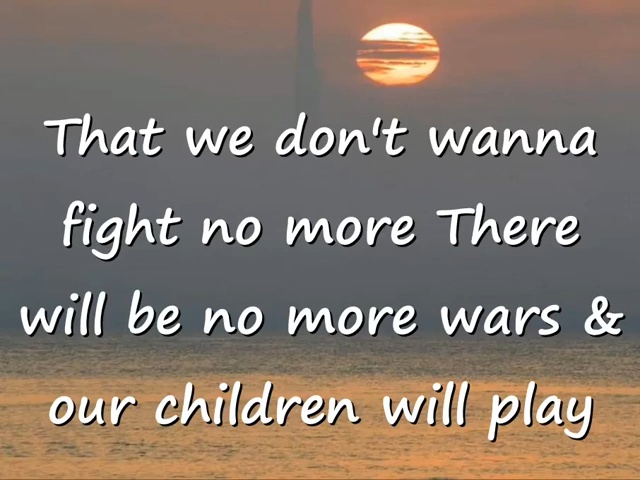 That we don't wanna
fight no more There
will be no more wars &
our children will play